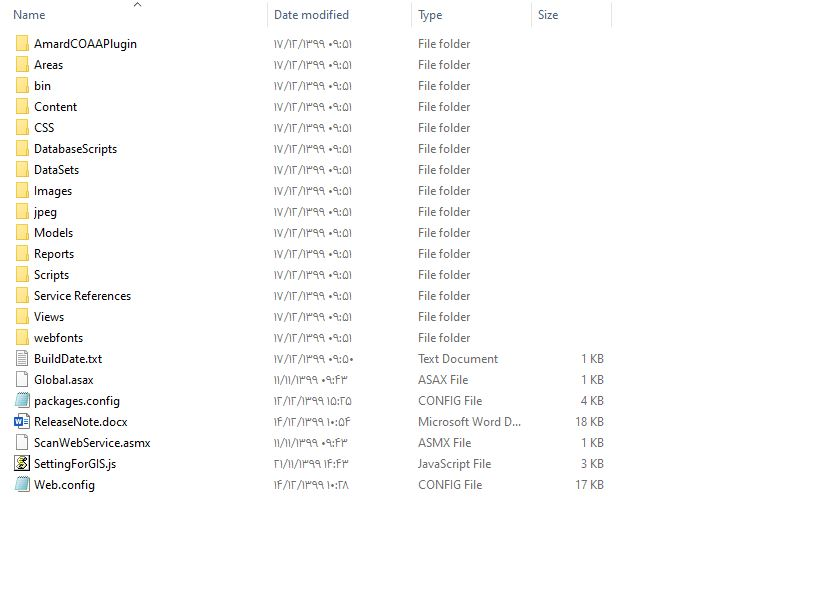 Name Date modified Type Size
AmardCOAAPlugin ۱۷/۱۲/۱۳۹۹ ۰۹:۵۱ File folder
Areas ۱۷/۱۲/۱۳۹۹ ۰۹:۵۱ File folder
bin ۱۷/۱۲/۱۳۹۹ ۰۹:۵۱ File folder
Content ۱۷/۱۲/۱۳۹۹ ۰۹:۵۱ File folder
CSS ۱۷/۱۲/۱۳۹۹ ۰۹:۵۱ File folder
DatabaseScripts ۱۷/۱۲/۱۳۹۹ ۰۹:۵۱ File folder
DataSets ۱۷/۱۲/۱۳۹۹ ۰۹:۵۱ File folder
Images ۱۷/۱۲/۱۳۹۹ ۰۹:۵۱ File folder
jpeg ۱۷/۱۲/۱۳۹۹ ۰۹:۵۱ File folder
Models ۱۷/۱۲/۱۳۹۹ ۰۹:۵۱ File folder
Reports ۱۷/۱۲/۱۳۹۹ ۰۹:۵۱ File folder
Scripts ۱۷/۱۲/۱۳۹۹ ۰۹:۵۱ File folder
Service References ۱۷/۱۲/۱۳۹۹ ۰۹:۵۱ File folder
Views ۱۷/۱۲/۱۳۹۹ ۰۹:۵۱ File folder
webfonts ۱۷/۱۲/۱۳۹۹ ۰۹:۵۱ File folder
BuildDate.txt ۱۷/۱۲/۱۳۹۹ ۰۹:۵۰ Text Document 1 KB
Global.asax ۱۱/۱۱/۱۳۹۹ ۰۹:۴۳ ASAX File 1 KB
packages.config ۱۲/۱۲/۱۳۹۹ ۱۵:۲۵ CONFIG File 4 KB
ReleaseNote.docx ۱۴/۱۲/۱۳۹۹ ۱۰:۵۴ Microsoft Word D... 18 KB
ScanWebService.asmx ۱۱/۱۱/۱۳۹۹ ۰۹:۴۳ ASMX File 1 KB
SettingForGIS.js ۲۱/۱۱/۱۳۹۹ ۱۴:۴۳ JavaScript File 3 KB
Web.config ۱۴/۱۲/۱۳۹۹ ۱۰:۲۸ CONFIG File 17 KB